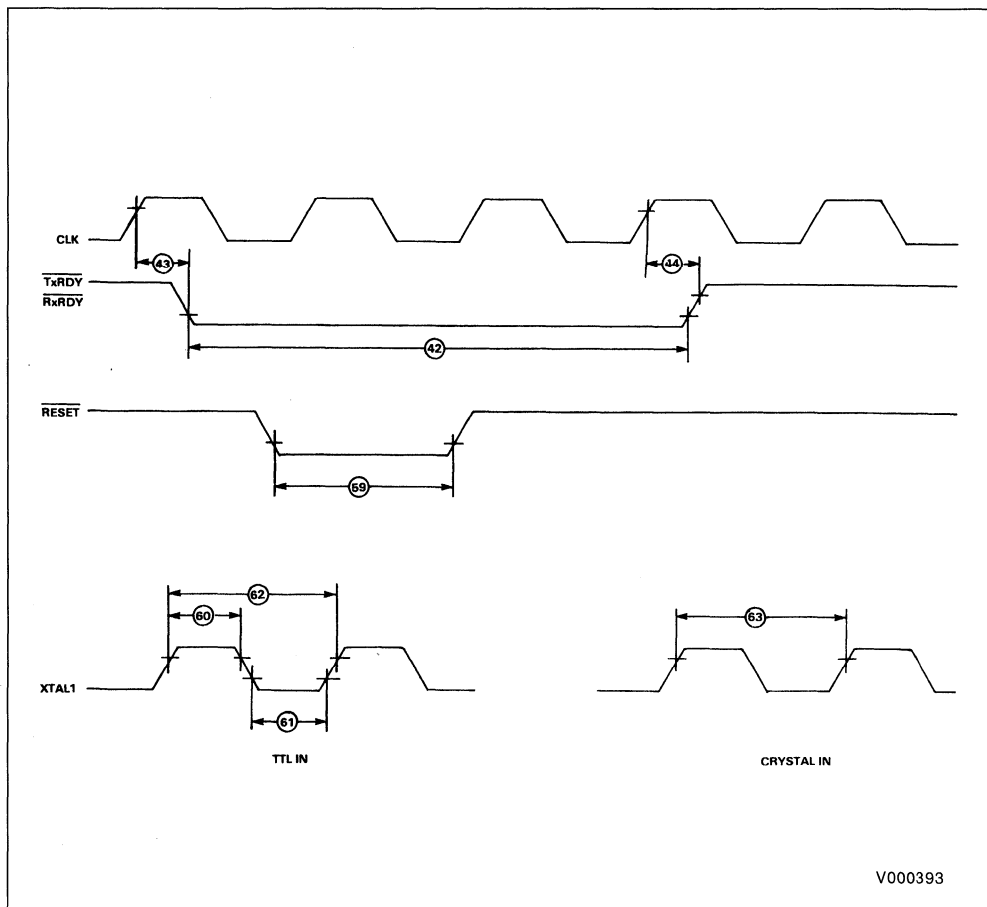 CLK
43
44
TxRDY
RxRDY
42
RESET
59
62
60
63
XTAL1
61
TTL IN
CRYSTAL IN
V000393